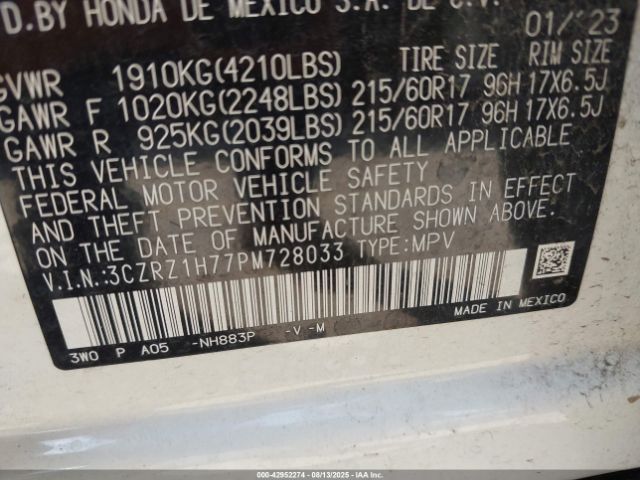 D.BY HONDA DE MEXICO S.A. DE C.V.
01/'23
TIRE SIZE RIM SIZE
GVWR 1910KG(4210LBS)
GAWR F 1020KG(2248LBS) 215/60R17 96H 17X6.5J
GAWR R 925KG(2039LBS) 215/60R17 96H 17X6.5J
THIS VEHICLE CONFORMS TO ALL APPLICABLE
FEDERAL MOTOR VEHICLE SAFETY
AND THEFT PREVENTION STANDARDS IN EFFECT
ON THE DATE OF MANUFACTURE SHOWN ABOVE.
V.I.N.:3CZRZ1H77PM728033 TYPE:MPV
MADE IN MEXICO
3W0 P A05 -NH883P -V -M
000-42952274 - 08/13/2025 - IAA Inc.